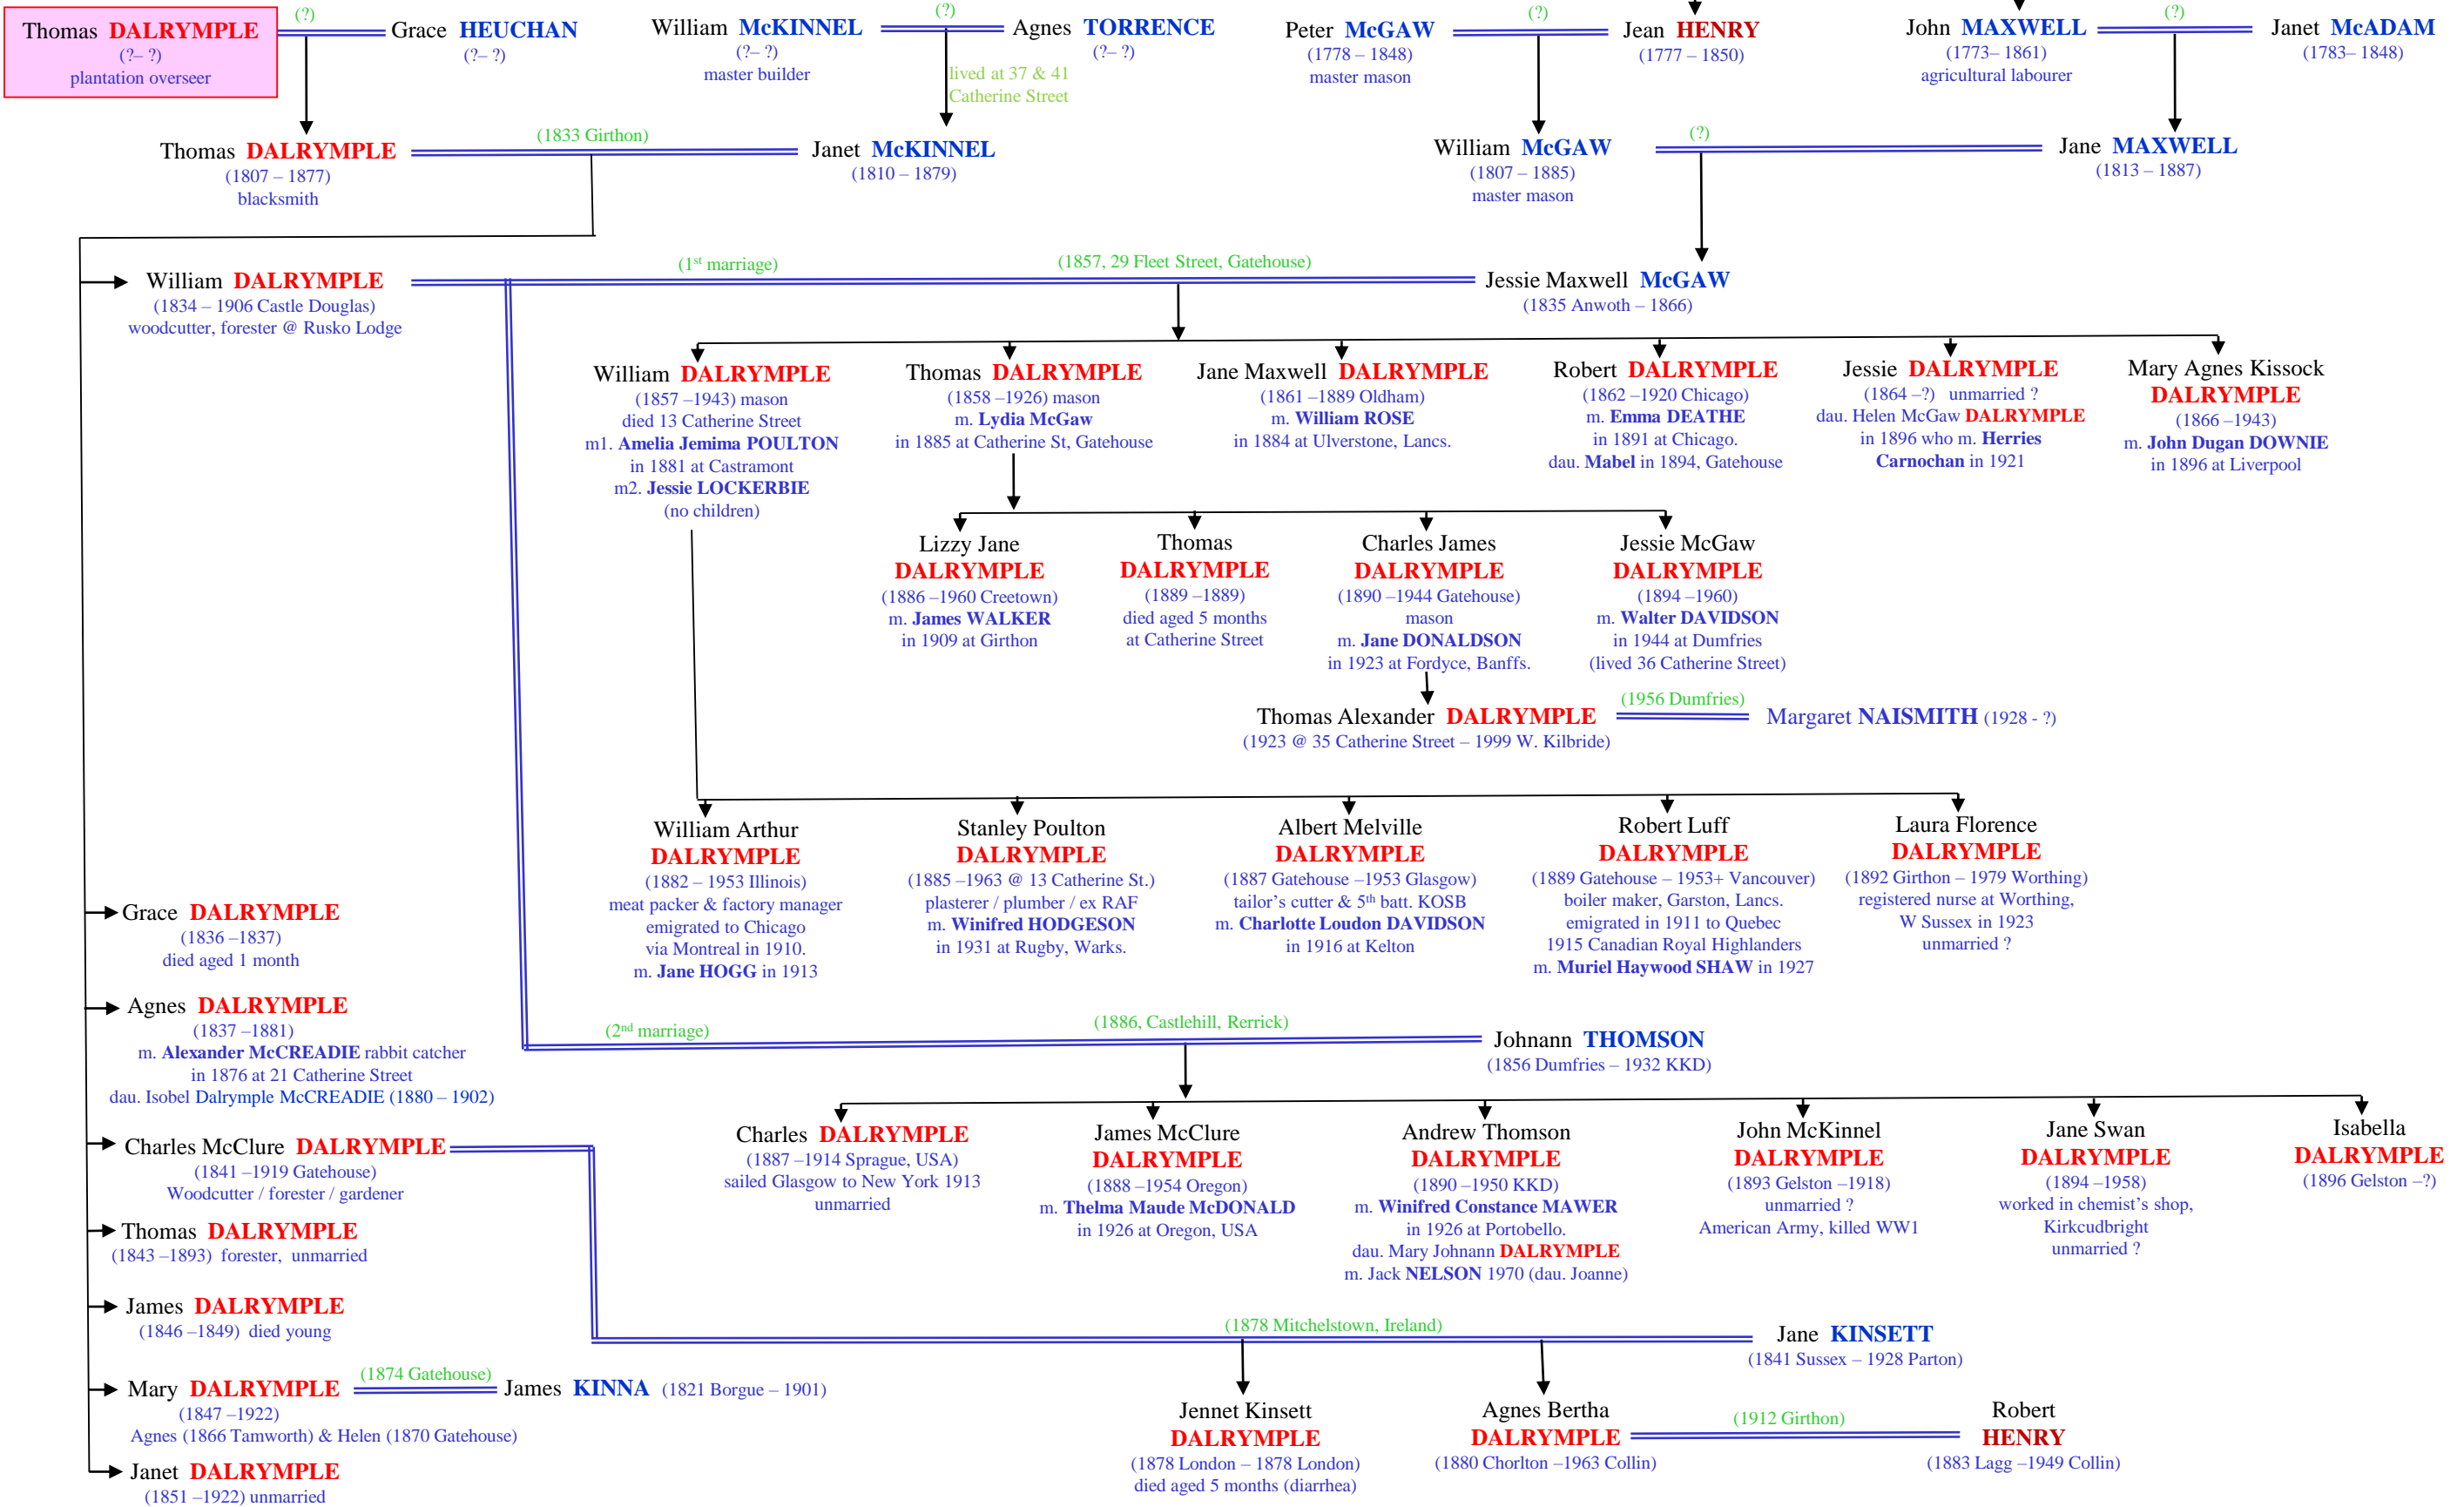 Thomas DALRYMPLE
(?– ?)
plantation overseer
(?)
Grace HEUCHAN
(?– ?)
William McKINNEL
(?– ?)
master builder
(?)
Agnes TORRENCE
(?– ?)
lived at 37 & 41
Catherine Street
Peter McGAW
(1778 – 1848)
master mason
(?)
Jean HENRY
(1777 – 1850)
John MAXWELL
(1773– 1861)
agricultural labourer
(?)
Janet McADAM
(1783– 1848)
Thomas DALRYMPLE
(1807 – 1877)
blacksmith
(1833 Girthon)
Janet McKINNEL
(1810 – 1879)
William McGAW
(1807 – 1885)
master mason
(?)
Jane MAXWELL
(1813 – 1887)
William DALRYMPLE
(1834 – 1906 Castle Douglas)
woodcutter, forester @ Rusko Lodge
(1st marriage)
(1857, 29 Fleet Street, Gatehouse)
Jessie Maxwell McGAW
(1835 Anwoth – 1866)
William DALRYMPLE
(1857 –1943) mason
died 13 Catherine Street
m1. Amelia Jemima POULTON
in 1881 at Castramont
m2. Jessie LOCKERBIE
(no children)
Thomas DALRYMPLE
(1858 –1926) mason
m. Lydia McGaw
in 1885 at Catherine St, Gatehouse
Jane Maxwell DALRYMPLE
(1861 –1889 Oldham)
m. William ROSE
in 1884 at Ulverstone, Lancs.
Robert DALRYMPLE
(1862 –1920 Chicago)
m. Emma DEATHE
in 1891 at Chicago.
dau. Mabel in 1894, Gatehouse
Jessie DALRYMPLE
(1864 –?) unmarried ?
dau. Helen McGaw DALRYMPLE
in 1896 who m. Herries
Carnochan in 1921
Mary Agnes Kissock
DALRYMPLE
(1866 –1943)
m. John Dugan DOWNIE
in 1896 at Liverpool
Lizzy Jane
DALRYMPLE
(1886 –1960 Creetown)
m. James WALKER
in 1909 at Girthon
Thomas
DALRYMPLE
(1889 –1889)
died aged 5 months
at Catherine Street
Charles James
DALRYMPLE
(1890 –1944 Gatehouse)
mason
m. Jane DONALDSON
in 1923 at Fordyce, Banffs.
Jessie McGaw
DALRYMPLE
(1894 –1960)
m. Walter DAVIDSON
in 1944 at Dumfries
(lived 36 Catherine Street)
Thomas Alexander DALRYMPLE
(1923 @ 35 Catherine Street – 1999 W. Kilbride)
(1956 Dumfries)
Margaret NAISMITH (1928 - ?)
William Arthur
DALRYMPLE
(1882 – 1953 Illinois)
meat packer & factory manager
emigrated to Chicago
via Montreal in 1910.
m. Jane HOGG in 1913
Stanley Poulton
DALRYMPLE
(1885 –1963 @ 13 Catherine St.)
plasterer / plumber / ex RAF
m. Winifred HODGESON
in 1931 at Rugby, Warks.
Albert Melville
DALRYMPLE
(1887 Gatehouse –1953 Glasgow)
tailor’s cutter & 5th batt. KOSB
m. Charlotte Loudon DAVIDSON
in 1916 at Kelton
Robert Luff
DALRYMPLE
(1889 Gatehouse – 1953+ Vancouver)
boiler maker, Garston, Lancs.
emigrated in 1911 to Quebec
1915 Canadian Royal Highlanders
m. Muriel Haywood SHAW in 1927
Laura Florence
DALRYMPLE
(1892 Girthon – 1979 Worthing)
registered nurse at Worthing,
W Sussex in 1923
unmarried ?
Grace DALRYMPLE
(1836 –1837)
died aged 1 month
Agnes DALRYMPLE
(1837 –1881)
m. Alexander McCREADIE rabbit catcher
in 1876 at 21 Catherine Street
dau. Isobel Dalrymple McCREADIE (1880 – 1902)
(2nd marriage)
(1886, Castlehill, Rerrick)
Johnann THOMSON
(1856 Dumfries – 1932 KKD)
Charles DALRYMPLE
(1887 –1914 Sprague, USA)
sailed Glasgow to New York 1913
unmarried
James McClure
DALRYMPLE
(1888 –1954 Oregon)
m. Thelma Maude McDONALD
in 1926 at Oregon, USA
Andrew Thomson
DALRYMPLE
(1890 –1950 KKD)
m. Winifred Constance MAWER
in 1926 at Portobello.
dau. Mary Johnann DALRYMPLE
m. Jack NELSON 1970 (dau. Joanne)
John McKinnel
DALRYMPLE
(1893 Gelston –1918)
unmarried ?
American Army, killed WW1
Jane Swan
DALRYMPLE
(1894 –1958)
worked in chemist’s shop,
Kirkcudbright
unmarried ?
Isabella
DALRYMPLE
(1896 Gelston –?)
Charles McClure DALRYMPLE
(1841 –1919 Gatehouse)
Woodcutter / forester / gardener
Thomas DALRYMPLE
(1843 –1893) forester, unmarried
James DALRYMPLE
(1846 –1849) died young
(1878 Mitchelstown, Ireland)
Jane KINSETT
(1841 Sussex – 1928 Parton)
Mary DALRYMPLE
(1847 –1922)
Agnes (1866 Tamworth) & Helen (1870 Gatehouse)
(1874 Gatehouse)
James KINNA (1821 Borgue – 1901)
Jennet Kinsett
DALRYMPLE
(1878 London – 1878 London)
died aged 5 months (diarrhea)
Agnes Bertha
DALRYMPLE
(1880 Chorlton –1963 Collin)
(1912 Girthon)
Robert
HENRY
(1883 Lagg –1949 Collin)
Janet DALRYMPLE
(1851 –1922) unmarried